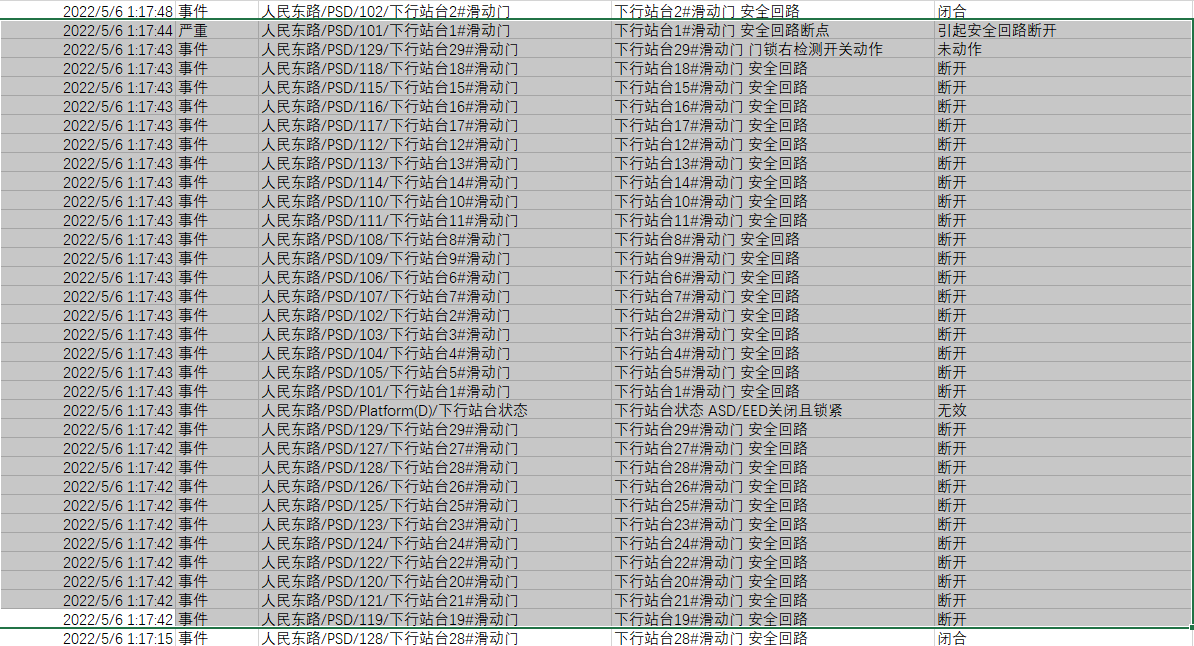 2022/5/6 1:17:48 事件 人民东路/PSD/102/下行站台2#滑动门 下行站台2#滑动门 安全回路 闭合
2022/5/6 1:17:44 严重 人民东路/PSD/101/下行站台1#滑动门 下行站台1#滑动门 安全回路断点 引起安全回路断开
2022/5/6 1:17:43 事件 人民东路/PSD/129/下行站台29#滑动门 下行站台29#滑动门 门锁右检测开关动作 未动作
2022/5/6 1:17:43 事件 人民东路/PSD/118/下行站台18#滑动门 下行站台18#滑动门 安全回路 断开
2022/5/6 1:17:43 事件 人民东路/PSD/115/下行站台15#滑动门 下行站台15#滑动门 安全回路 断开
2022/5/6 1:17:43 事件 人民东路/PSD/116/下行站台16#滑动门 下行站台16#滑动门 安全回路 断开
2022/5/6 1:17:43 事件 人民东路/PSD/117/下行站台17#滑动门 下行站台17#滑动门 安全回路 断开
2022/5/6 1:17:43 事件 人民东路/PSD/112/下行站台12#滑动门 下行站台12#滑动门 安全回路 断开
2022/5/6 1:17:43 事件 人民东路/PSD/113/下行站台13#滑动门 下行站台13#滑动门 安全回路 断开
2022/5/6 1:17:43 事件 人民东路/PSD/114/下行站台14#滑动门 下行站台14#滑动门 安全回路 断开
2022/5/6 1:17:43 事件 人民东路/PSD/110/下行站台10#滑动门 下行站台10#滑动门 安全回路 断开
2022/5/6 1:17:43 事件 人民东路/PSD/111/下行站台11#滑动门 下行站台11#滑动门 安全回路 断开
2022/5/6 1:17:43 事件 人民东路/PSD/108/下行站台8#滑动门 下行站台8#滑动门 安全回路 断开
2022/5/6 1:17:43 事件 人民东路/PSD/109/下行站台9#滑动门 下行站台9#滑动门 安全回路 断开
2022/5/6 1:17:43 事件 人民东路/PSD/106/下行站台6#滑动门 下行站台6#滑动门 安全回路 断开
2022/5/6 1:17:43 事件 人民东路/PSD/107/下行站台7#滑动门 下行站台7#滑动门 安全回路 断开
2022/5/6 1:17:43 事件 人民东路/PSD/102/下行站台2#滑动门 下行站台2#滑动门 安全回路 断开
2022/5/6 1:17:43 事件 人民东路/PSD/103/下行站台3#滑动门 下行站台3#滑动门 安全回路 断开
2022/5/6 1:17:43 事件 人民东路/PSD/104/下行站台4#滑动门 下行站台4#滑动门 安全回路 断开
2022/5/6 1:17:43 事件 人民东路/PSD/105/下行站台5#滑动门 下行站台5#滑动门 安全回路 断开
2022/5/6 1:17:43 事件 人民东路/PSD/101/下行站台1#滑动门 下行站台1#滑动门 安全回路 断开
2022/5/6 1:17:43 事件 人民东路/PSD/Platform(D)/下行站台状态 下行站台状态 ASD/EED关闭且锁紧 无效
2022/5/6 1:17:42 事件 人民东路/PSD/129/下行站台29#滑动门 下行站台29#滑动门 安全回路 断开
2022/5/6 1:17:42 事件 人民东路/PSD/127/下行站台27#滑动门 下行站台27#滑动门 安全回路 断开
2022/5/6 1:17:42 事件 人民东路/PSD/128/下行站台28#滑动门 下行站台28#滑动门 安全回路 断开
2022/5/6 1:17:42 事件 人民东路/PSD/126/下行站台26#滑动门 下行站台26#滑动门 安全回路 断开
2022/5/6 1:17:42 事件 人民东路/PSD/125/下行站台25#滑动门 下行站台25#滑动门 安全回路 断开
2022/5/6 1:17:42 事件 人民东路/PSD/123/下行站台23#滑动门 下行站台23#滑动门 安全回路 断开
2022/5/6 1:17:42 事件 人民东路/PSD/124/下行站台24#滑动门 下行站台24#滑动门 安全回路 断开
2022/5/6 1:17:42 事件 人民东路/PSD/122/下行站台22#滑动门 下行站台22#滑动门 安全回路 断开
2022/5/6 1:17:42 事件 人民东路/PSD/120/下行站台20#滑动门 下行站台20#滑动门 安全回路 断开
2022/5/6 1:17:42 事件 人民东路/PSD/121/下行站台21#滑动门 下行站台21#滑动门 安全回路 断开
2022/5/6 1:17:42 事件 人民东路/PSD/119/下行站台19#滑动门 下行站台19#滑动门 安全回路 断开
2022/5/6 1:17:15 事件 人民东路/PSD/128/下行站台28#滑动门 下行站台28#滑动门 安全回路 闭合